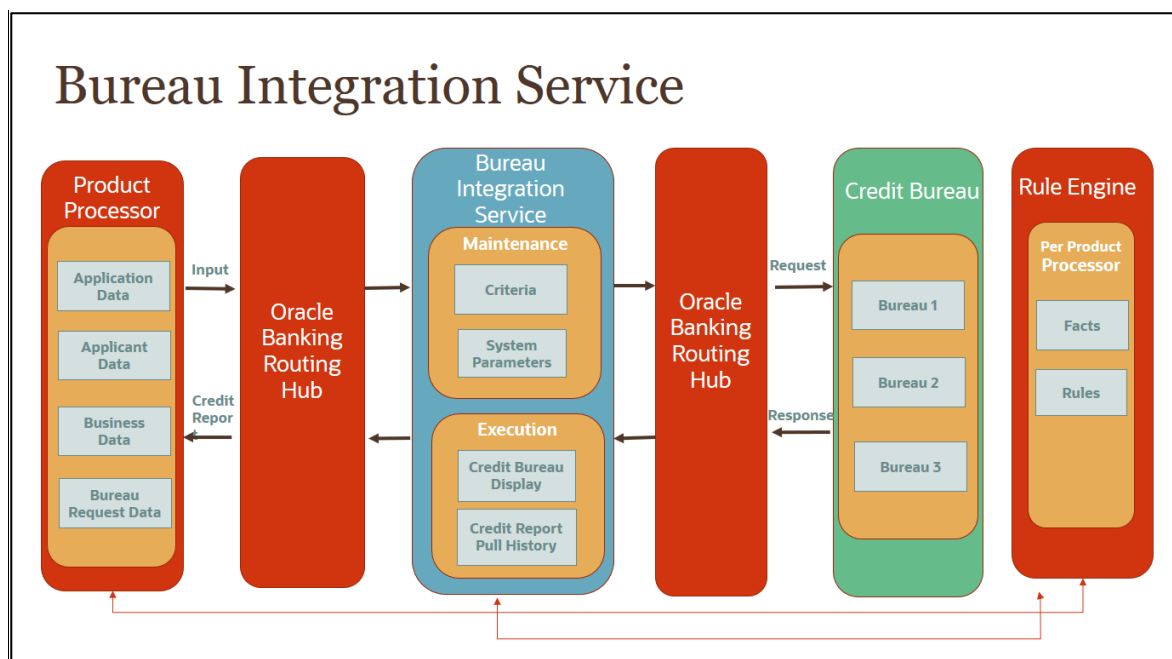 Bureau Integration Service
Product
Processor
Application
Data
Applicant
Data
Business
Data
Bureau
Request Data
Input
Credit
Repor
t
Oracle
Banking
Routing
Hub
Bureau
Integration
Service
Maintenance
Criteria
System
Parameters
Execution
Credit Bureau
Display
Credit Report
Pull History
Oracle
Banking
Routing
Hub
Request
Response
Credit Bureau
Bureau 1
Bureau 2
Bureau 3
Rule Engine
Per Product
Processor
Facts
Rules